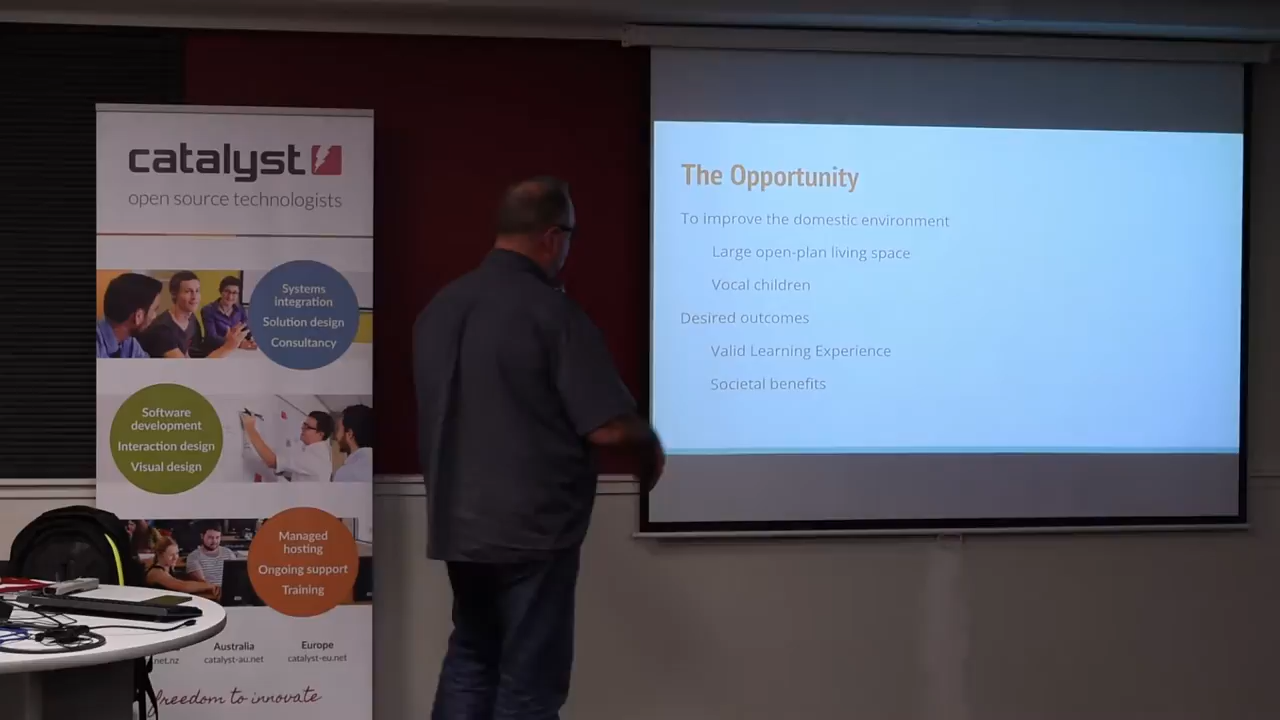 catalyst
open source technologists
Systems
integration
Solution design
Consultancy
Software
development
Interaction design
Visual design
Managed
hosting
Ongoing support
Training
Australia
Europe
.net.nz
catalyst-au.net
catalyst-eu.net
freedom to innovate
The Opportunity
To improve the domestic environment
Large open-plan living space
Vocal children
Desired outcomes
Valid Learning Experience
Societal benefits